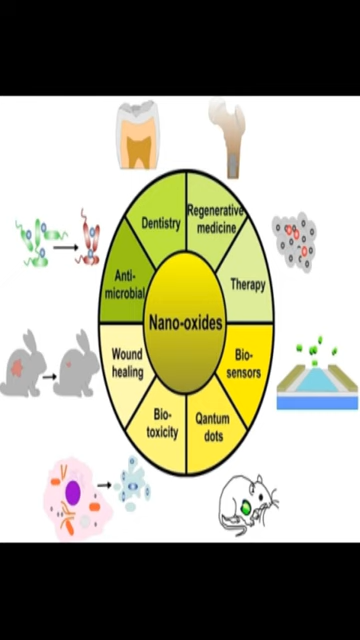 Dentistry
Regenerative
medicine
Anti-
microbial
Therapy
Nano-oxides
Wound
healing
Bio-
sensors
Bio-
toxicity
Qantum
dots